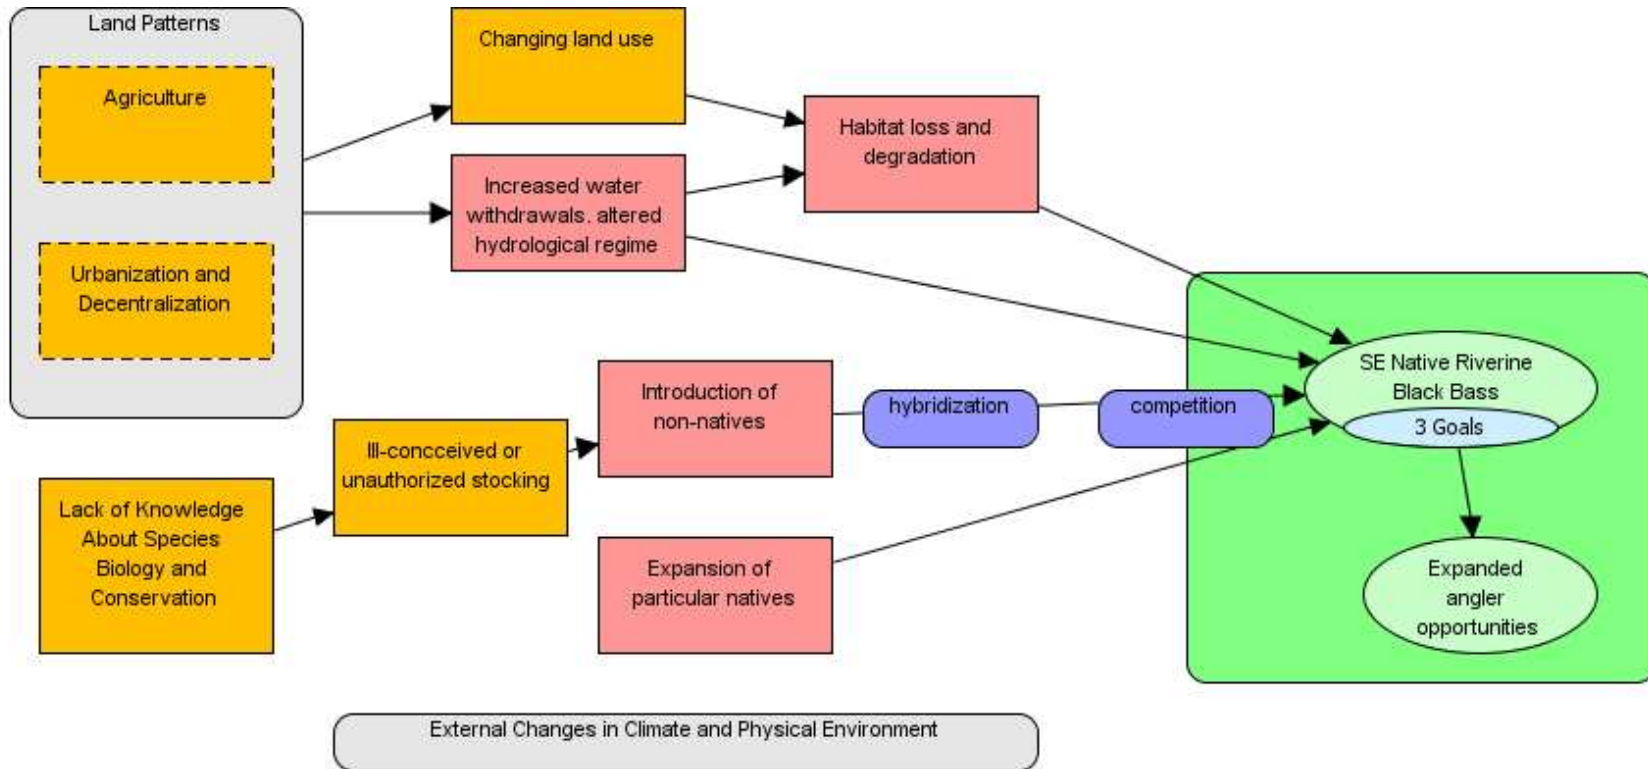 Land Patterns
Agriculture
Urbanization and
Decentralization
Changing land use
Increased water
withdrawals. altered
hydrological regime
Habitat loss and
degradation
Lack of Knowledge
About Species
Biology and
Conservation
Ill-concceived or
unauthorized stocking
Introduction of
non-natives
hybridization
competition
Expansion of
particular natives
SE Native Riverine
Black Bass
3 Goals
Expanded
angler
opportunities
External Changes in Climate and Physical Environment